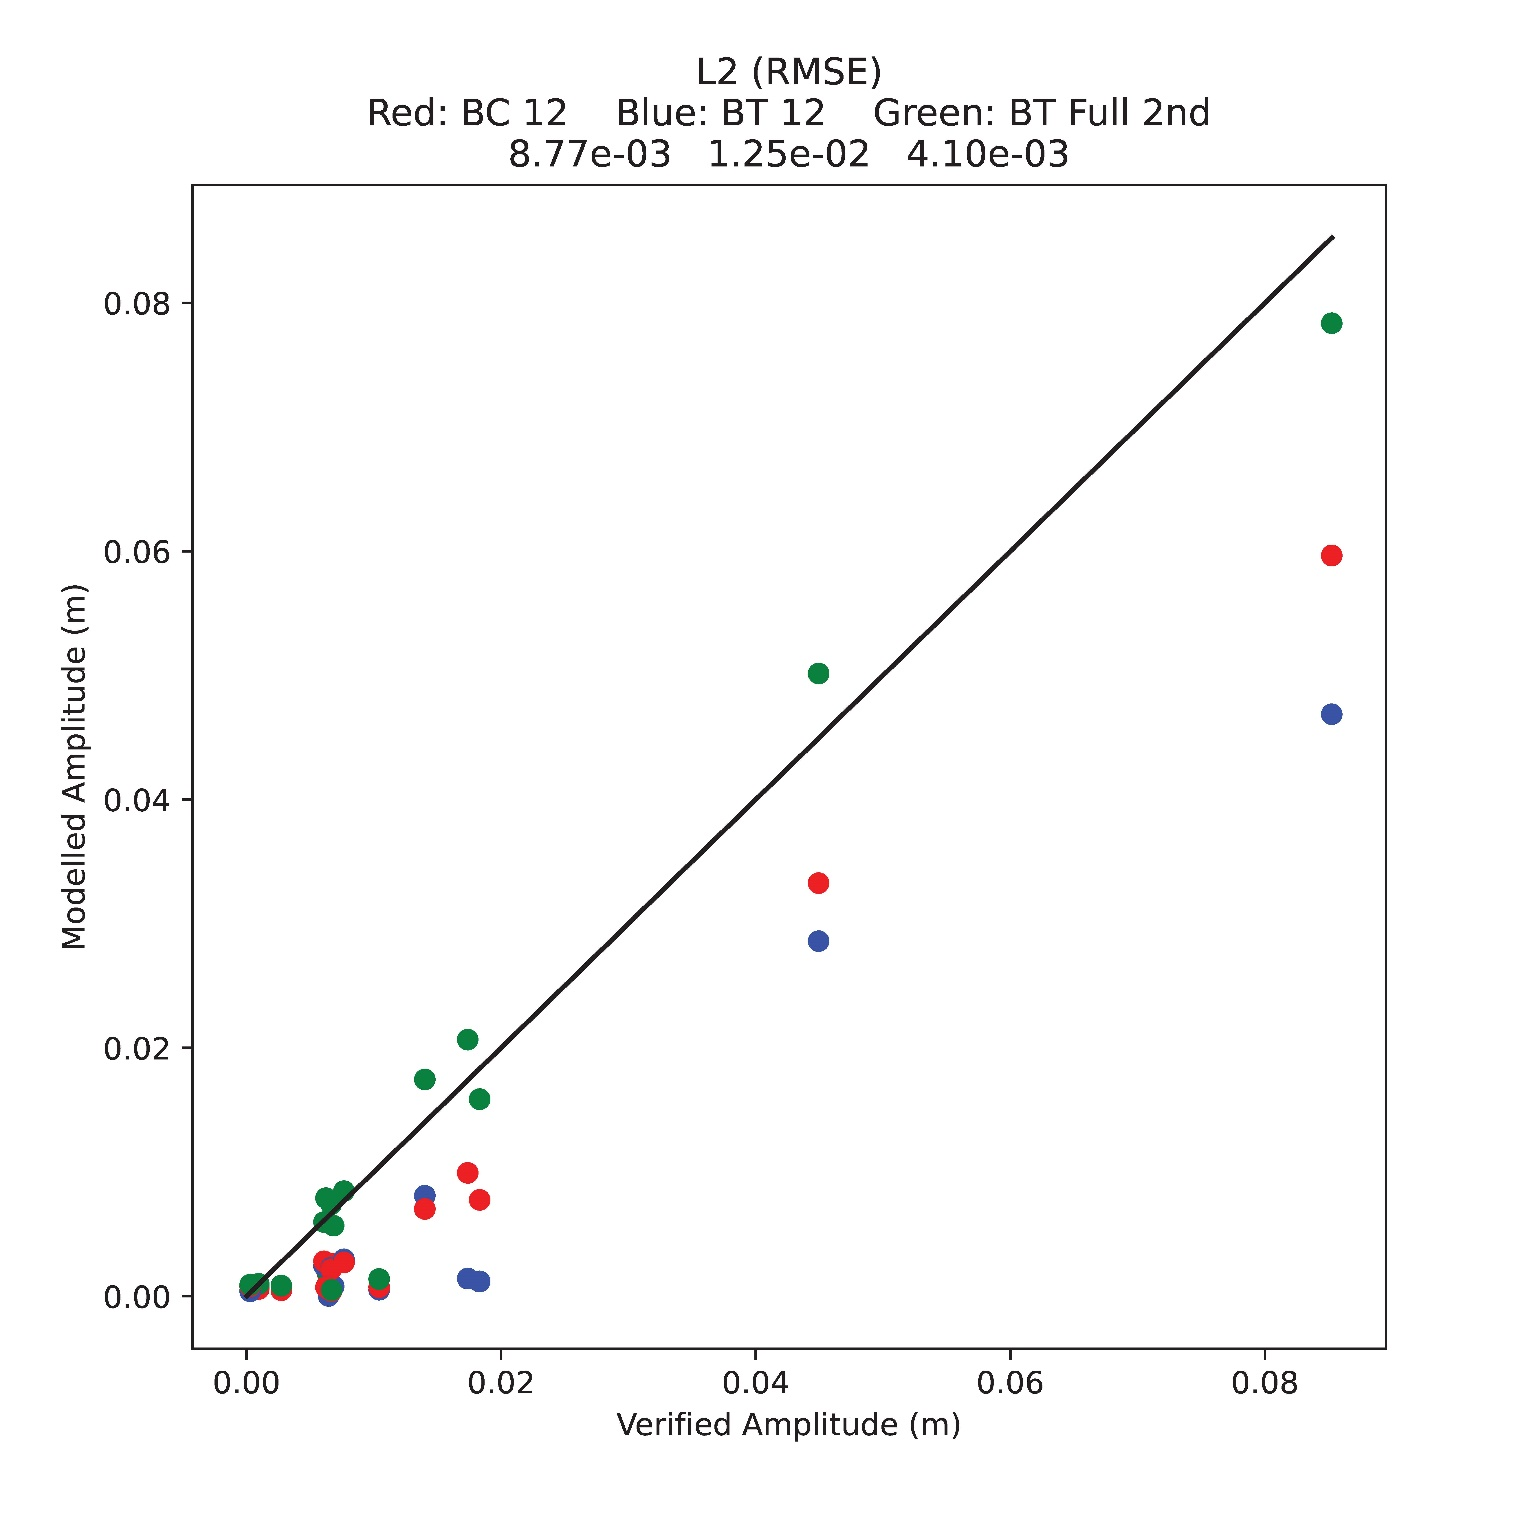 L2 (RMSE)
Red: BC 12 Blue: BT 12 Green: BT Full 2nd
8.77e-03 1.25e-02 4.10e-03
0.08
0.06
0.04
0.02
0.00
Modelled Amplitude (m)
0.00 0.02 0.04 0.06 0.08
Verified Amplitude (m)